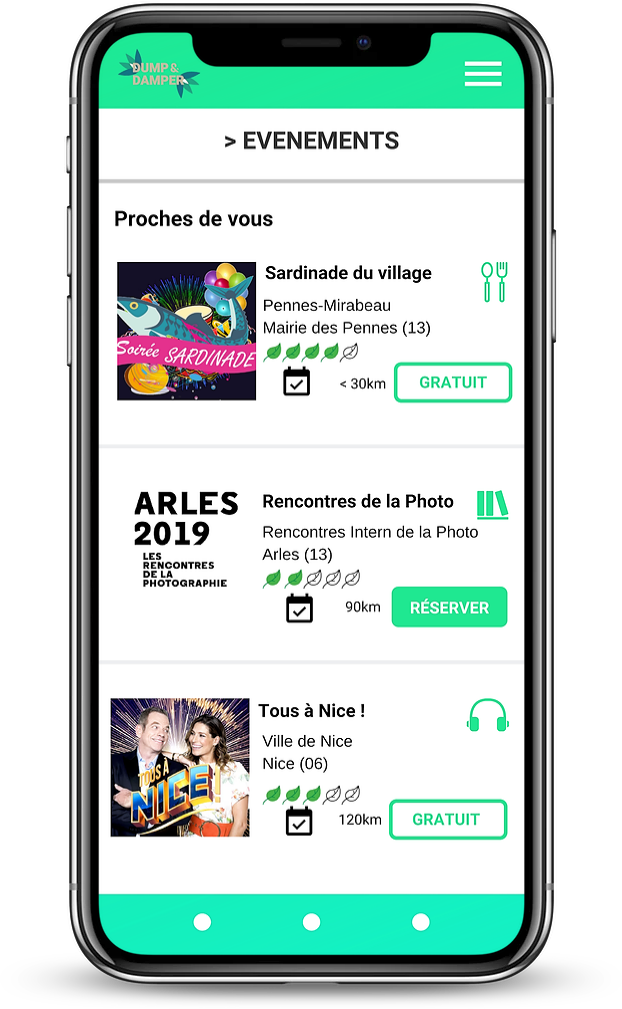 DUMP &
DAMPER
> EVENEMENTS
Proches de vous
Soirée SARDINADE
Sardinade du village
Pennes-Mirabeau
Mairie des Pennes (13)
< 30km
GRATUIT
ARLES
2019
LES
RENCONTRES
DE LA
PHOTOGRAPHIE
Rencontres de la Photo
Rencontres Intern de la Photo
Arles (13)
90km
RÉSERVER
TOUS À
NICE !
Tous à Nice !
Ville de Nice
Nice (06)
120km
GRATUIT